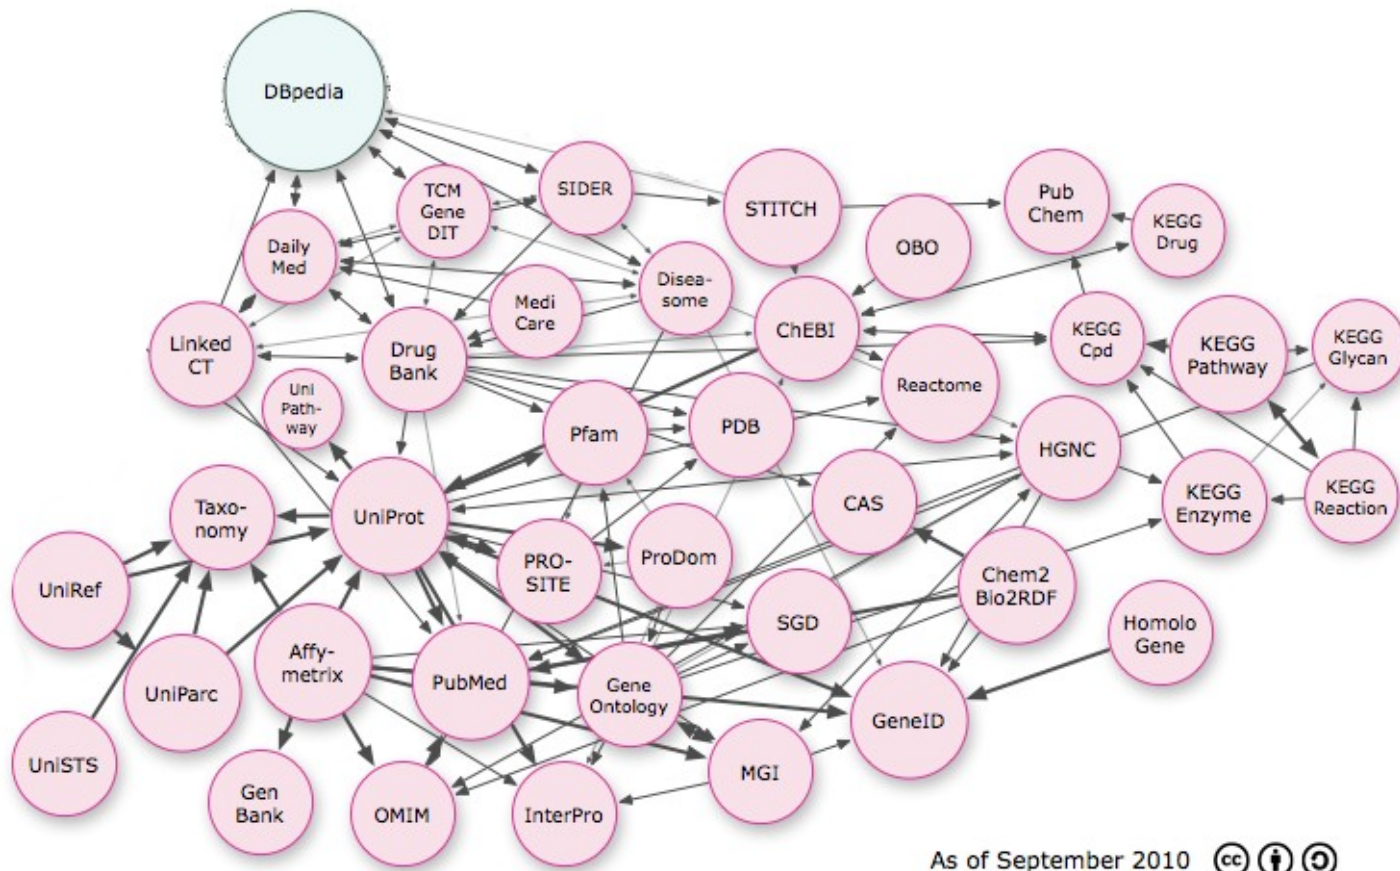 DBpedia
TCM
Gene
DIT
SIDER
STITCH
Pub
Chem
KEGG
Drug
OBO
Daily
Med
Disea-
some
Medi
Care
ChEBI
KEGG
Cpd
KEGG
Pathway
KEGG
Glycan
Linked
CT
Drug
Bank
Reactome
Uni
Path-
way
Pfam
PDB
HGNC
Taxo-
nomy
UniProt
CAS
KEGG
Enzyme
KEGG
Reaction
UniRef
PRO-
SITE
ProDom
Chem2
Bio2RDF
SGD
Homolo
Gene
Affy-
metrix
UniParc
PubMed
Gene
Ontology
GeneID
UniSTS
Gen
Bank
OMIM
InterPro
MGI
As of September 2010 cc